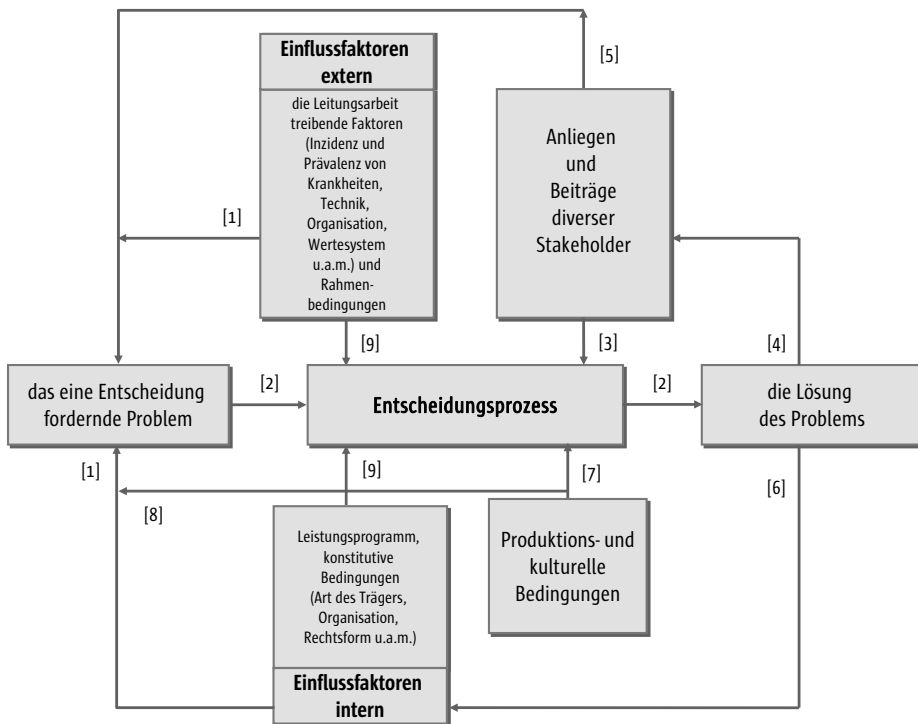 [5]
Einflussfaktoren
extern
die Leitungsarbeit
treibende Faktoren
(Inzidenz und
Prävalenz von
Krankheiten,
Technik,
Organisation,
Wertesystem
u.a.m.) und
Rahmen-
bedingungen
Anliegen
und
Beiträge
diverser
Stakeholder
[1]
[9]
[3]
[4]
das eine Entscheidung
fordernde Problem
[2]
Entscheidungsprozess
[2]
die Lösung
des Problems
[1]
[9]
[7]
[6]
[8]
Leistungsprogramm,
konstitutive
Bedingungen
(Art des Trägers,
Organisation,
Rechtsform u.a.m.)
Einflussfaktoren
intern
Produktions- und
kulturelle
Bedingungen